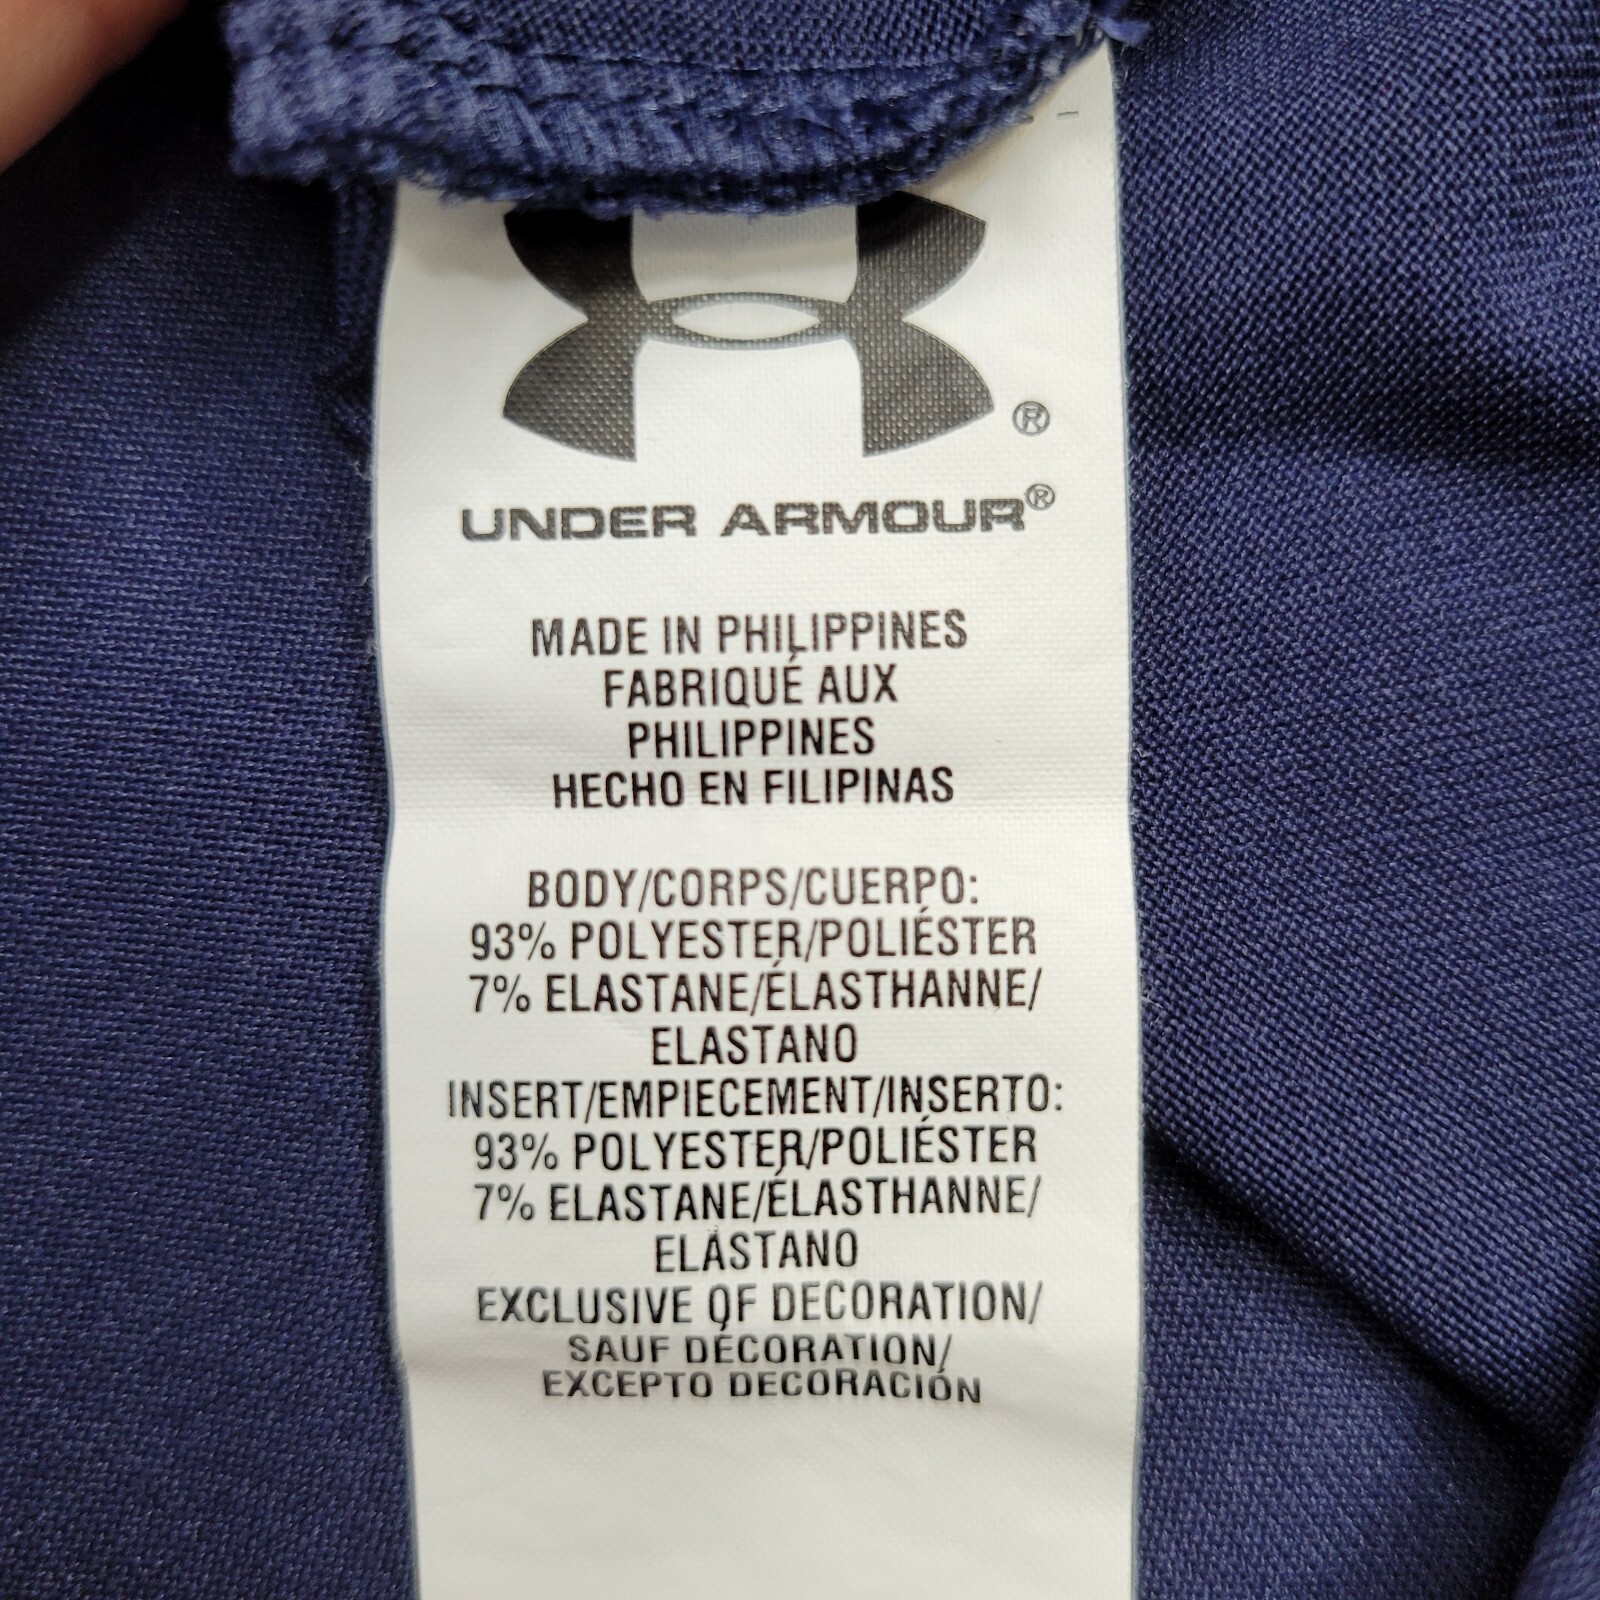 ®
UNDER ARMOUR®
MADE IN PHILIPPINES
FABRIQUÉ AUX
PHILIPPINES
HECHO EN FILIPINAS
BODY/CORPS/CUERPO:
93% POLYESTER/POLIÉSTER
7% ELASTANE/ÉLASTHANNE/
ELASTANO
INSERT/EMPIECEMENT/INSERTO:
93% POLYESTER/POLIÉSTER
7% ELASTANE/ÉLASTHANNE/
ELASTANO
EXCLUSIVE OF DECORATION/
SAUF DÉCORATION/
EXCEPTO DECORACIÓN